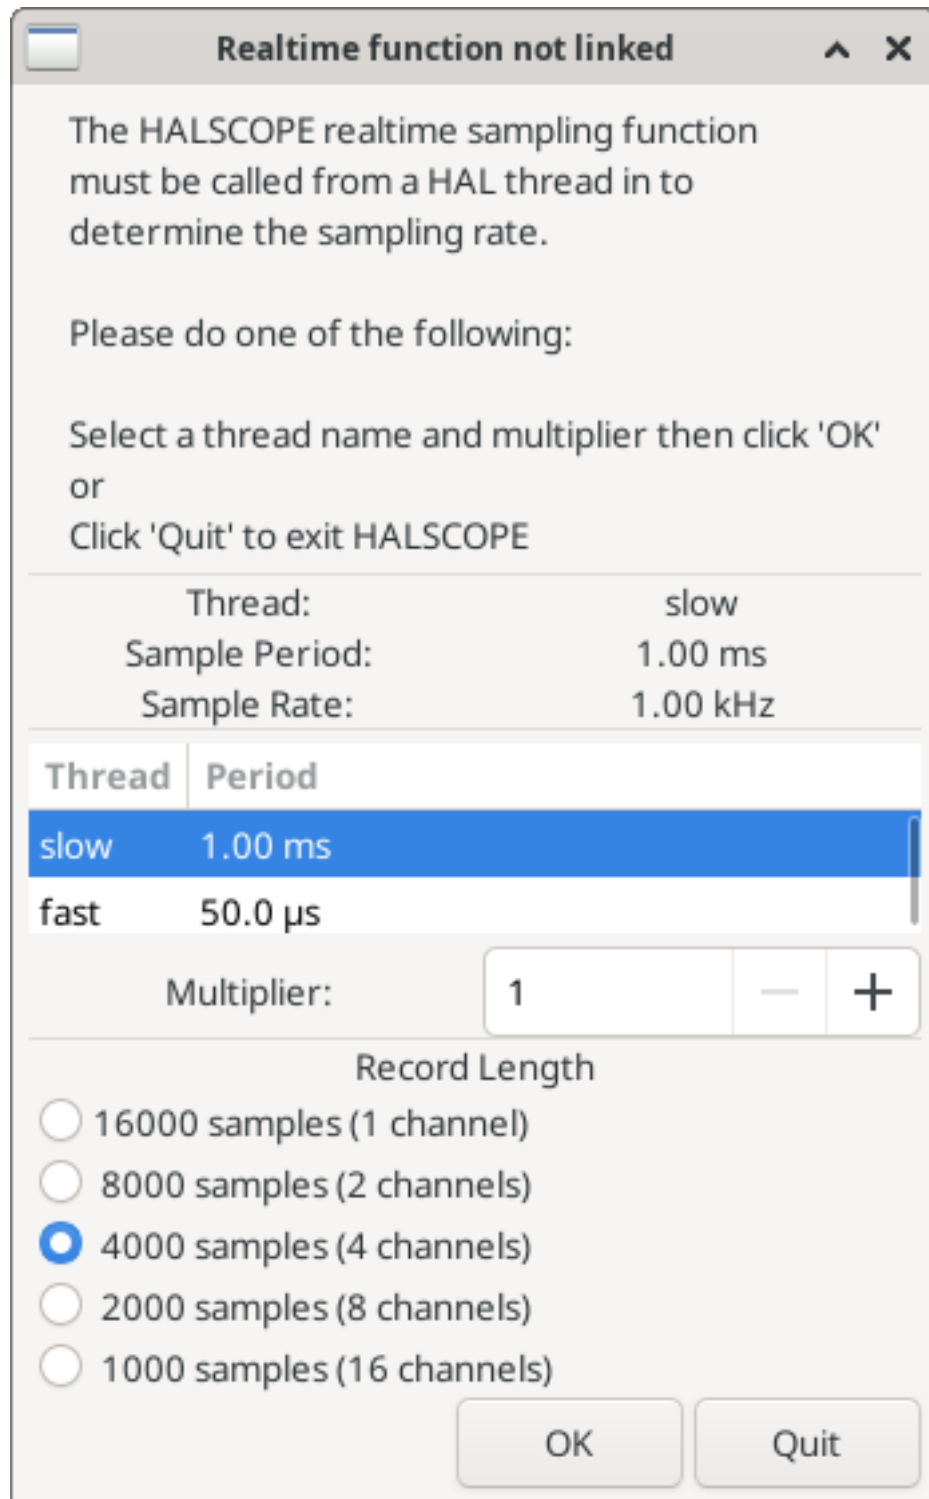 Realtime function not linked
The HALSCOPE realtime sampling function
must be called from a HAL thread in to
determine the sampling rate.
Please do one of the following:
Select a thread name and multiplier then click 'OK'
or
Click 'Quit' to exit HALSCOPE
Thread: slow
Sample Period: 1.00 ms
Sample Rate: 1.00 kHz
Thread Period
slow 1.00 ms
fast 50.0 µs
Multiplier: 1
Record Length
16000 samples (1 channel)
8000 samples (2 channels)
4000 samples (4 channels)
2000 samples (8 channels)
1000 samples (16 channels)
OK Quit